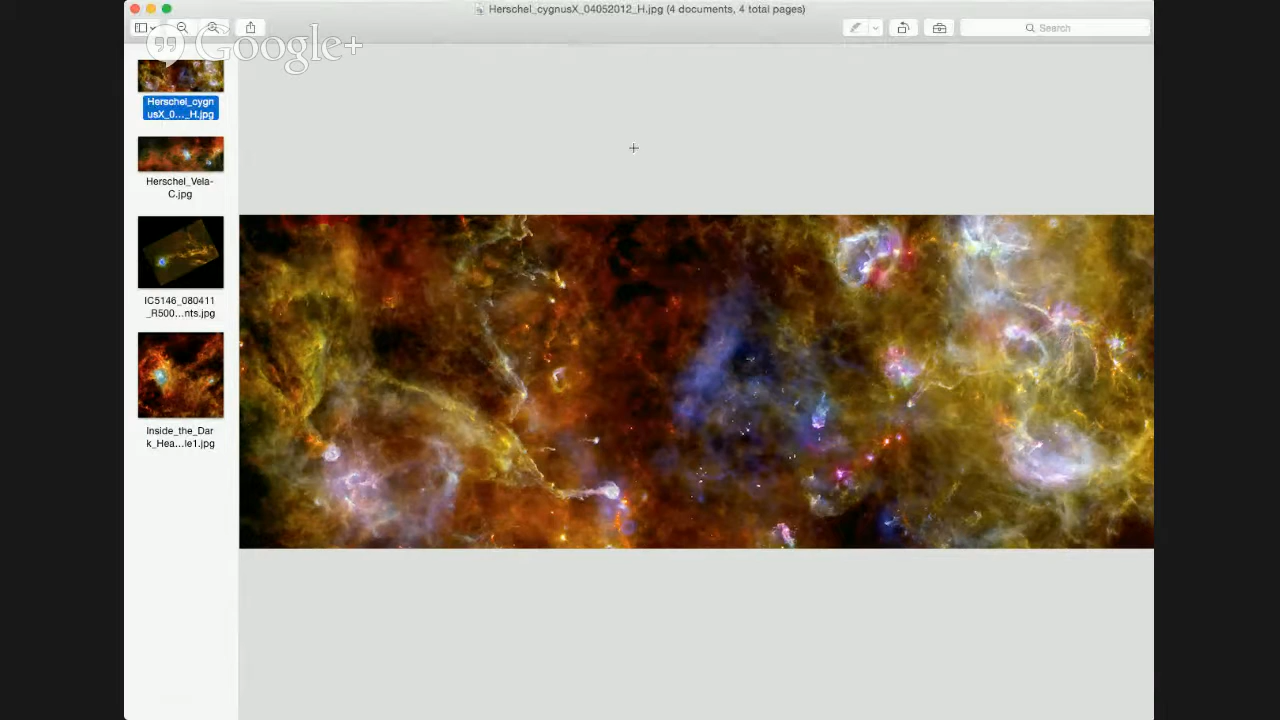 Herschel_cygnusX_04052012_H.jpg (4 documents, 4 total pages)
Google+
Search
Herschel_cygn
usX_0..._H.jpg
Herschel_Vela-
C.jpg
IC5146_080411
_R500...nts.jpg
Inside_the_Dar
k_Hea...le1.jpg